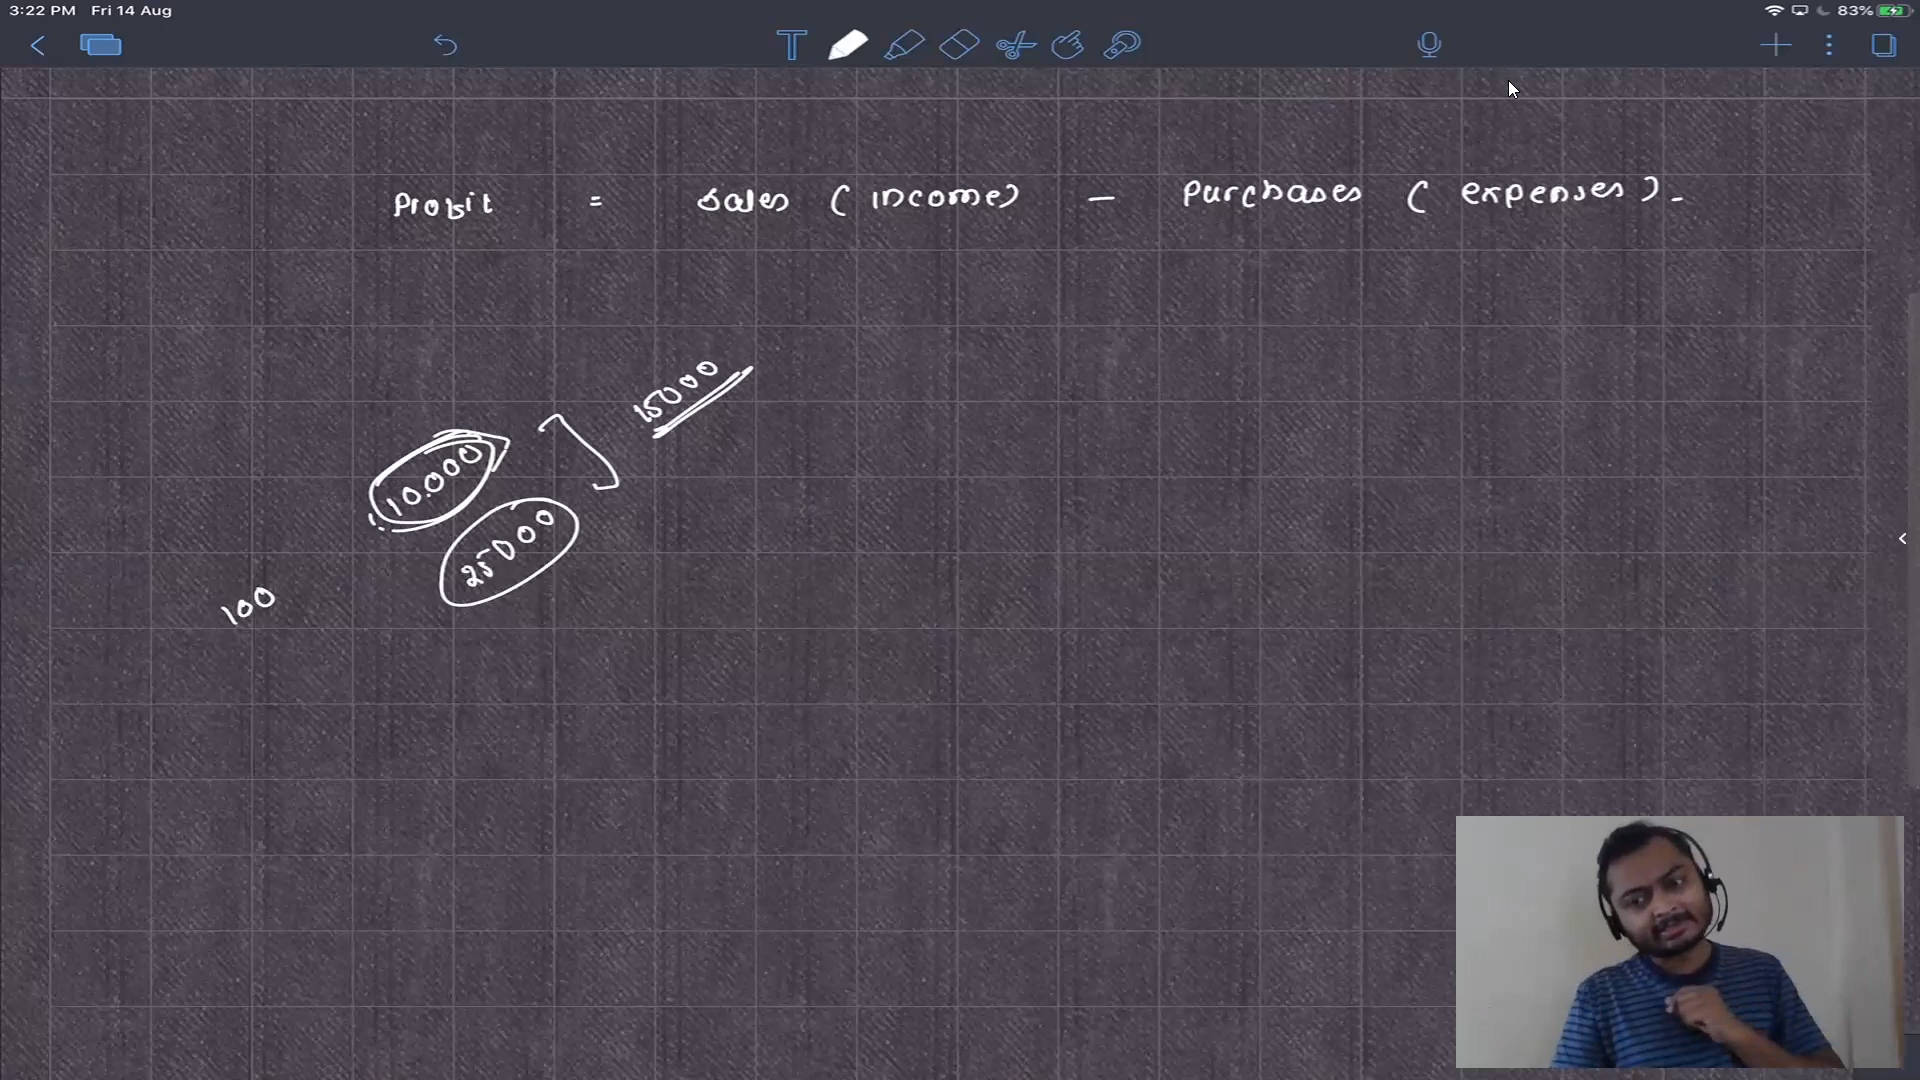 3:22 PM Fri 14 Aug 83%
Profit = Sales (income) - Purchases (expenses).
15000
10.000
25000
100